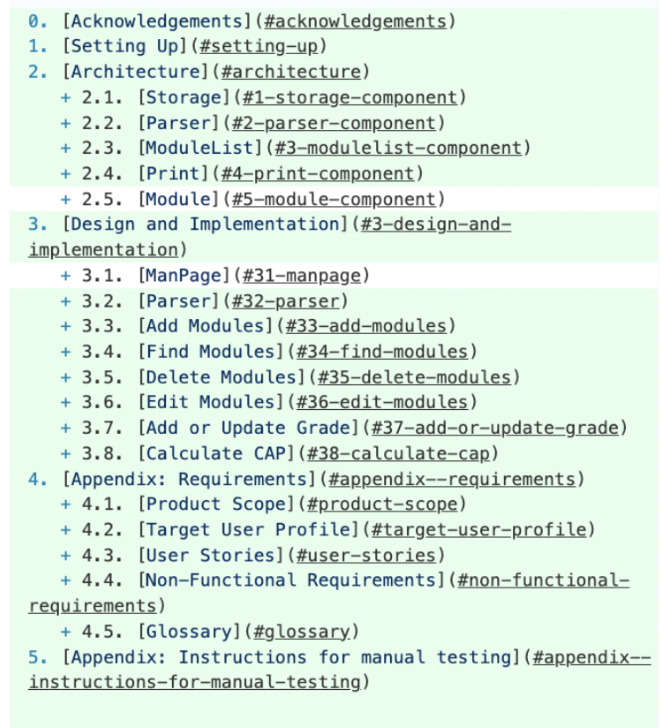 0. [Acknowledgements](#acknowledgements)
1. [Setting Up](#setting-up)
2. [Architecture](#architecture)
   + 2.1. [Storage](#1-storage-component)
   + 2.2. [Parser](#2-parser-component)
   + 2.3. [ModuleList](#3-modulelist-component)
   + 2.4. [Print](#4-print-component)
   + 2.5. [Module](#5-module-component)
3. [Design and Implementation](#3-design-and-
implementation)
   + 3.1. [ManPage](#31-manpage)
   + 3.2. [Parser](#32-parser)
   + 3.3. [Add Modules](#33-add-modules)
   + 3.4. [Find Modules](#34-find-modules)
   + 3.5. [Delete Modules](#35-delete-modules)
   + 3.6. [Edit Modules](#36-edit-modules)
   + 3.7. [Add or Update Grade](#37-add-or-update-grade)
   + 3.8. [Calculate CAP](#38-calculate-cap)
4. [Appendix: Requirements](#appendix--requirements)
   + 4.1. [Product Scope](#product-scope)
   + 4.2. [Target User Profile](#target-user-profile)
   + 4.3. [User Stories](#user-stories)
   + 4.4. [Non-Functional Requirements](#non-functional-
requirements)
   + 4.5. [Glossary](#glossary)
5. [Appendix: Instructions for manual testing](#appendix--
instructions-for-manual-testing)